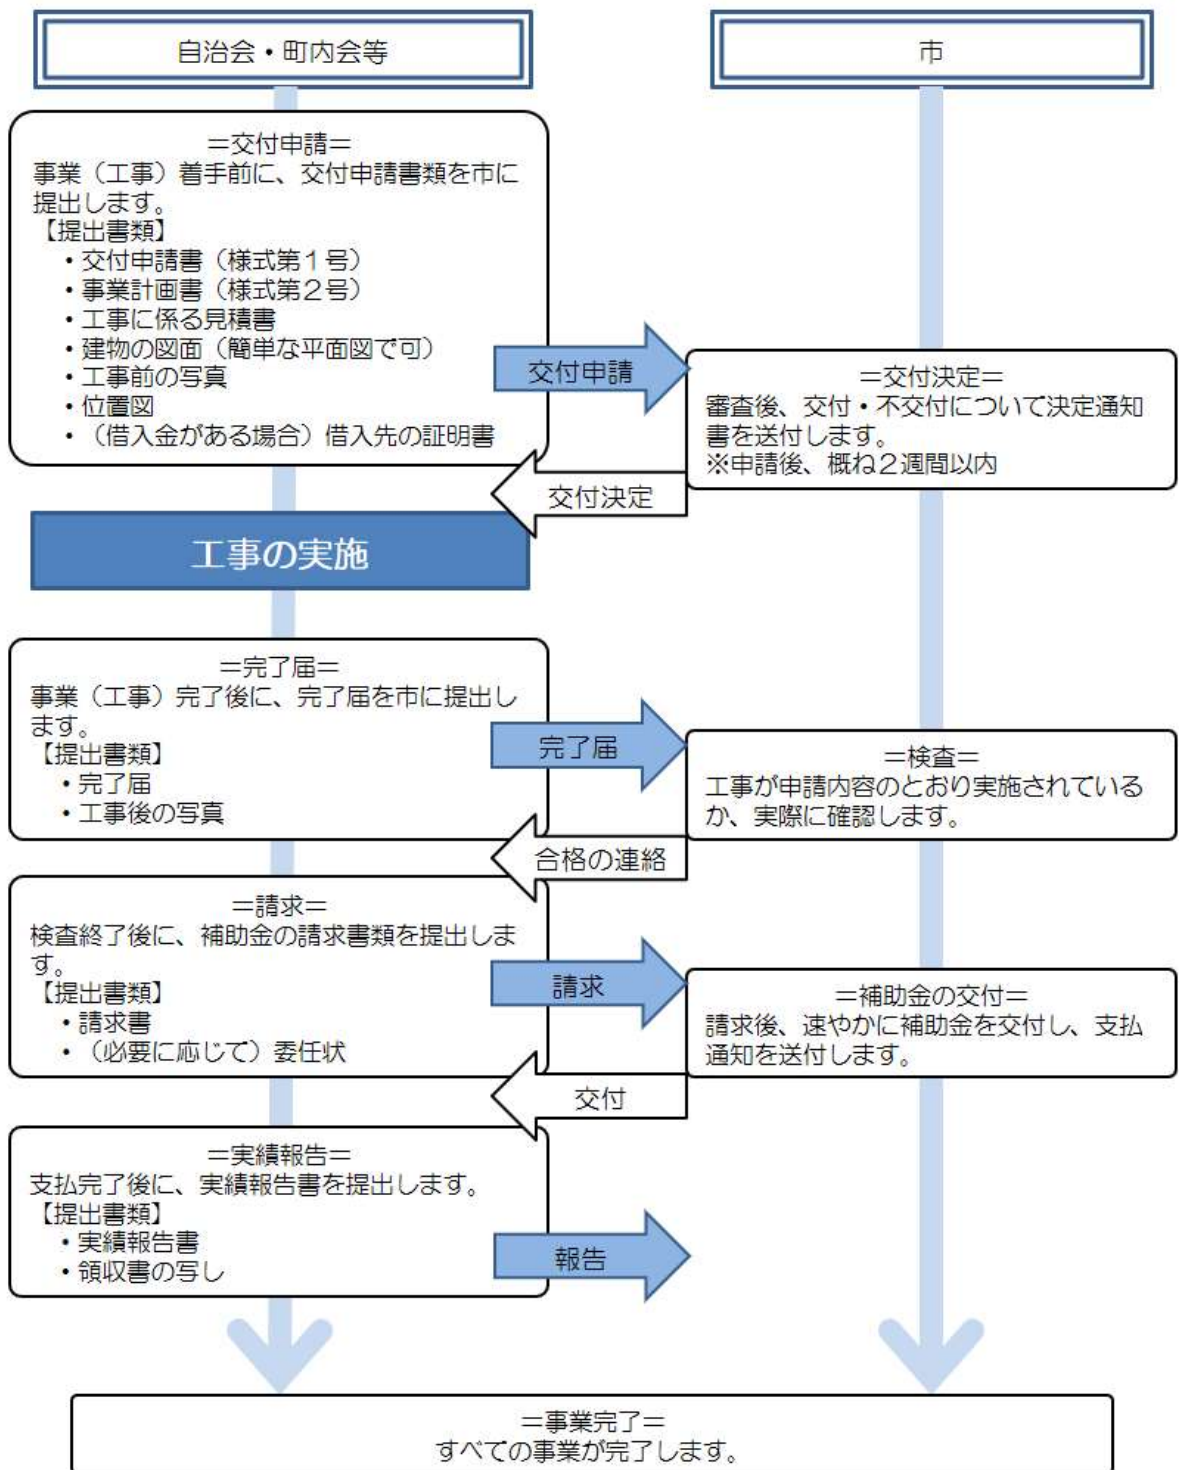 自治会・町内会等
市
＝交付申請＝
事業（工事）着手前に、交付申請書類を市に
提出します。
【提出書類】
・交付申請書（様式第１号）
・事業計画書（様式第２号）
・工事に係る見積書
・建物の図面（簡単な平面図で可）
・工事前の写真
・位置図
・（借入金がある場合）借入先の証明書
交付申請
＝交付決定＝
審査後、交付・不交付について決定通知
書を送付します。
※申請後、概ね２週間以内
交付決定
工事の実施
＝完了届＝
事業（工事）完了後に、完了届を市に提出し
ます。
【提出書類】
・完了届
・工事後の写真
完了届
＝検査＝
工事が申請内容のとおり実施されている
か、実際に確認します。
合格の連絡
＝請求＝
検査終了後に、補助金の請求書類を提出しま
す。
【提出書類】
・請求書
・（必要に応じて）委任状
請求
＝補助金の交付＝
請求後、速やかに補助金を交付し、支払
通知を送付します。
交付
＝実績報告＝
支払完了後に、実績報告書を提出します。
【提出書類】
・実績報告書
・領収書の写し
報告
＝事業完了＝
すべての事業が完了します。